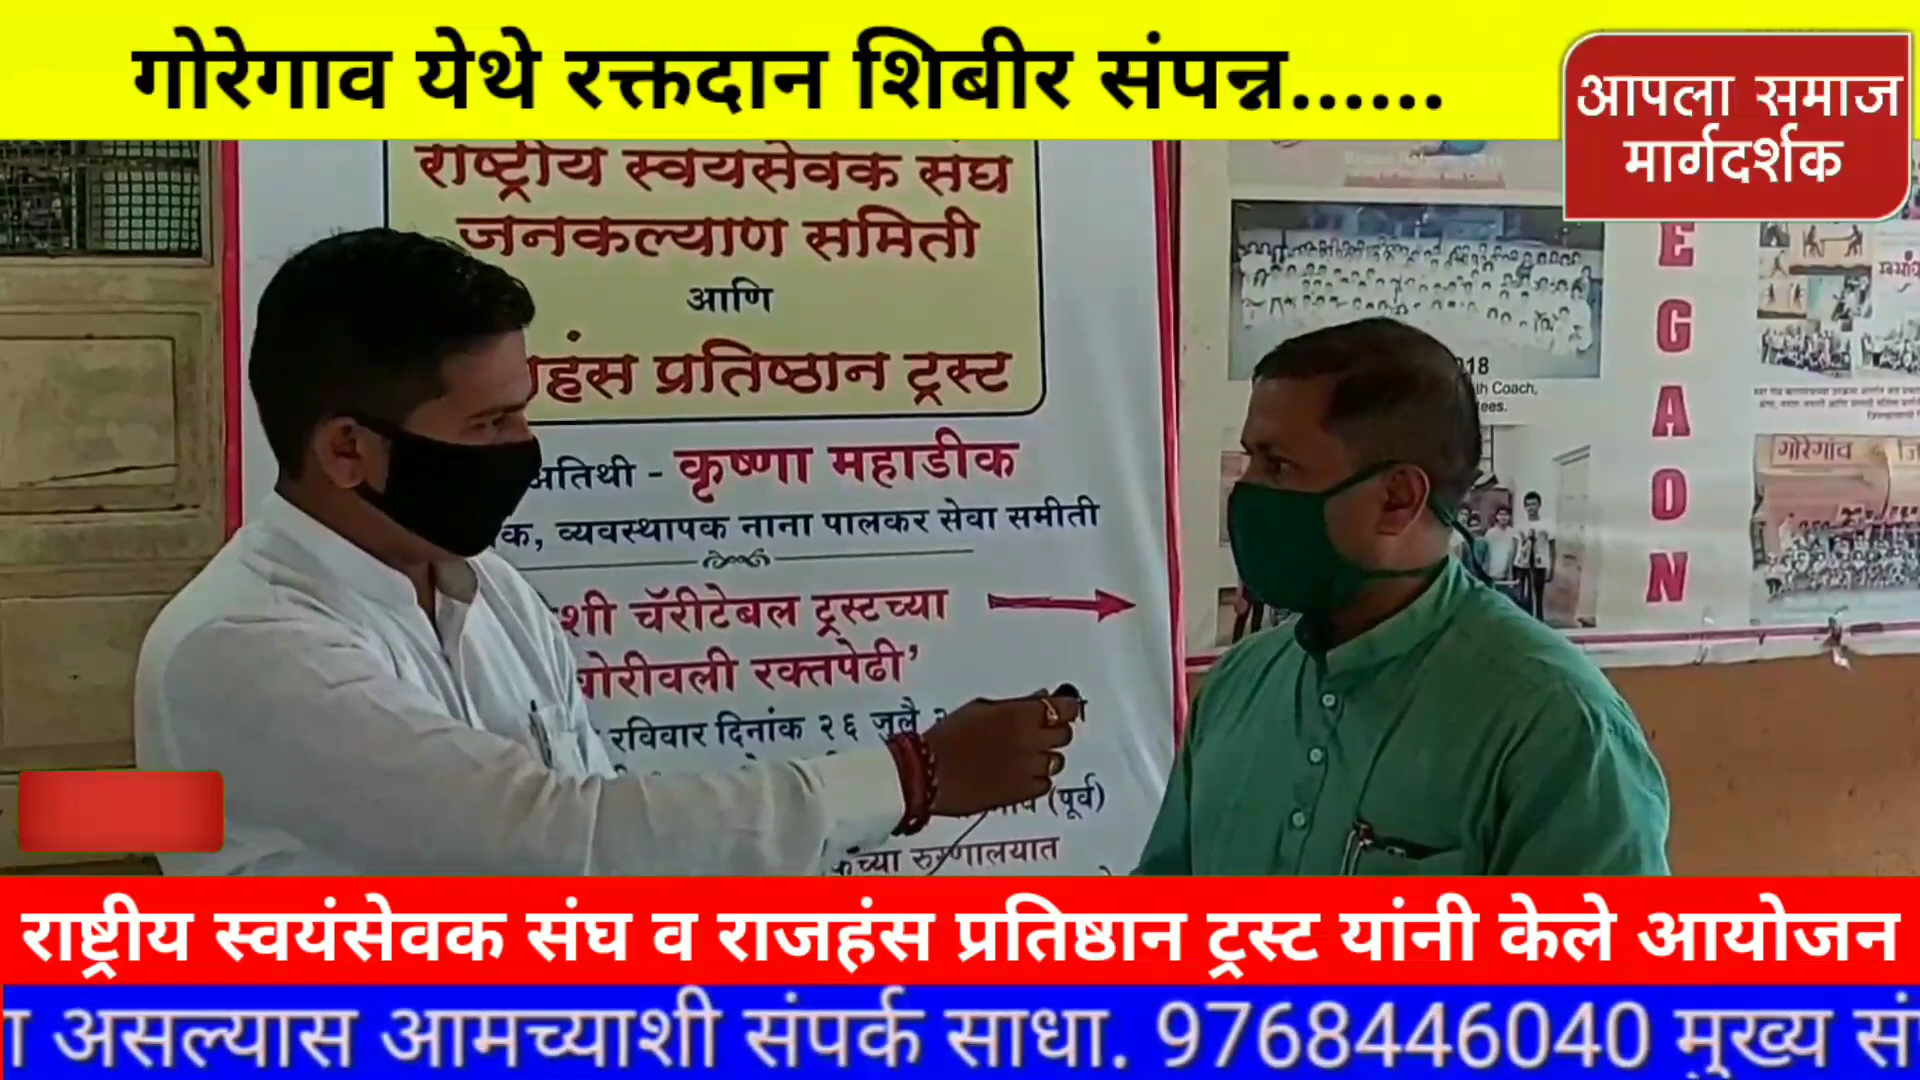 गोरेगाव येथे रक्तदान शिबीर संपन्न......
आपला समाज
मार्गदर्शक
राष्ट्रीय स्वयंसेवक संघ
जनकल्याण समिती
आणि
प्रतिष्ठान ट्रस्ट
अतिथी - कृष्णा महाडीक
व्यवस्थापक नाना पालकर सेवा समीती
चॅरीटेबल ट्रस्टच्या
रक्तपेढी’
रविवार दिनांक २६ जुलै
(पूर्व)
रुग्णालयात
E
G
A
O
N
Coach,
गोरेगांव
राष्ट्रीय स्वयंसेवक संघ व राजहंस प्रतिष्ठान ट्रस्ट यांनी केले आयोजन
असल्यास आमच्याशी संपर्क साधा. 9768446040 मुख्य